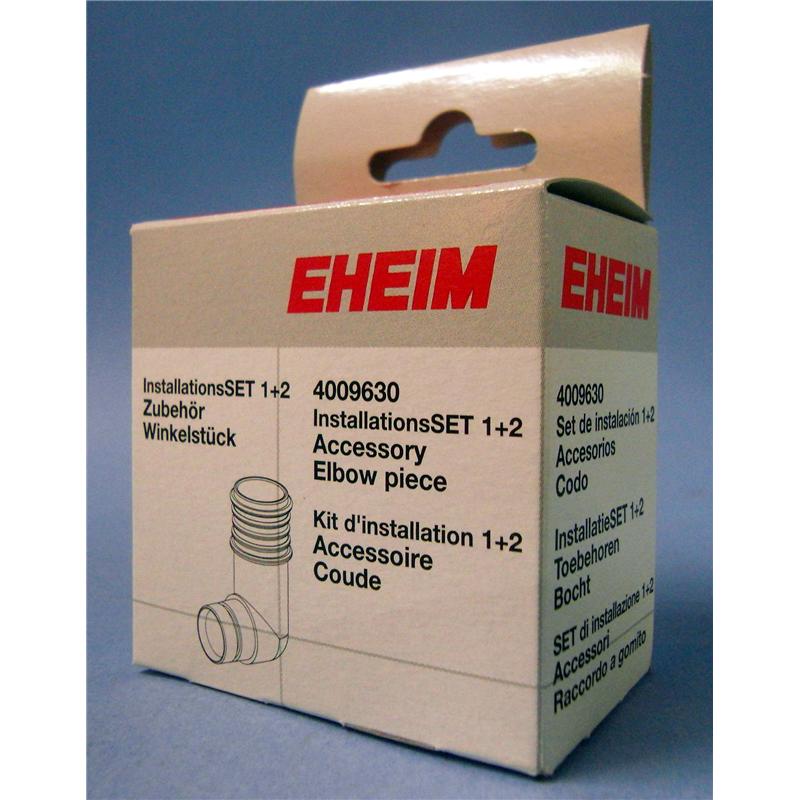 EHEIM
InstallationsSET 1+2
Zubehör
Winkelstück
4009630
InstallationsSET 1+2
Accessory
Elbow piece
Kit d'installation 1+2
Accessoire
Coude
EHEIM
4009630
Set de instalación 1+2
Accesorios
Codo
InstallatieSET 1+2
Toebehoren
Bocht
SET di installazione 1+2
Accessori
Raccordo a gomito